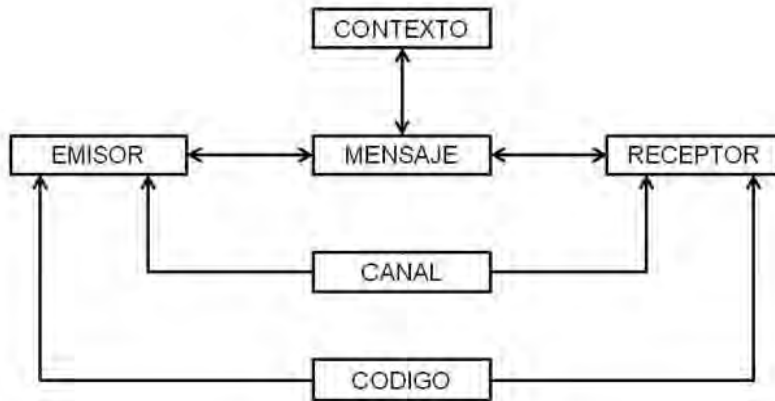 CONTEXTO
EMISOR
MENSAJE
RECEPTOR
CANAL
CODIGO